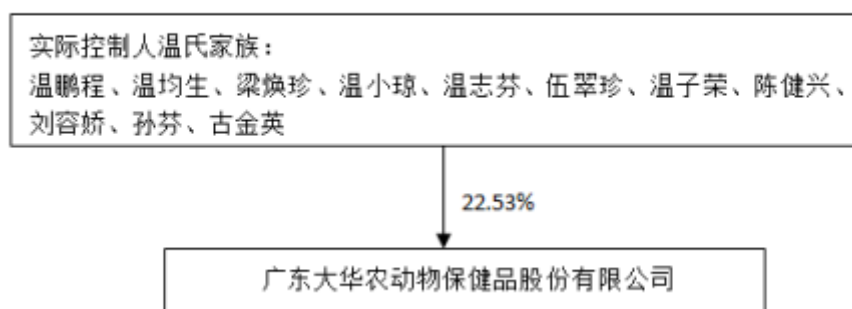 实际控制人温氏家族：
温鹏程、温均生、梁焕珍、温小琼、温志芬、伍翠珍、温子荣、陈健兴、
刘容娇、孙芬、古金英
22.53%
广东大华农动物保健品股份有限公司